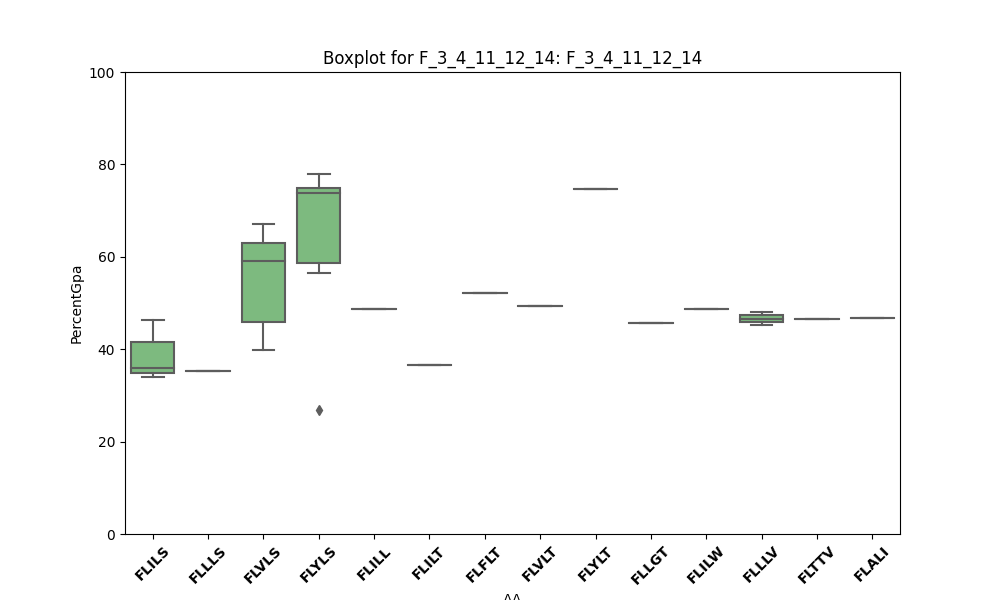 Boxplot for F_3_4_11_12_14: F_3_4_11_12_14
100
80
60
40
20
0
PercentGpa
FLILS FLLLS FLVLS FLYLS FLILL FLILT FLFLT FLVLT FLYLT FLLGT FLILW FLLLV FLTTV FLALI
AA